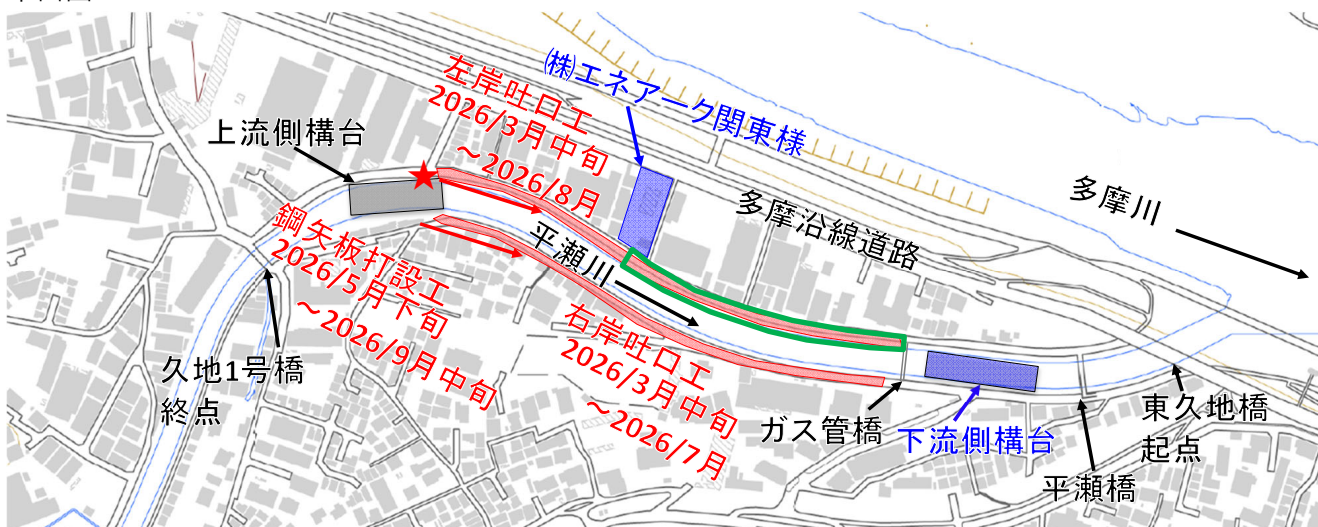 ㈱エネアーク関東様
左岸吐口工
2026/3月中旬
～2026/8月
上流側構台
多摩川
多摩沿線道路
鋼矢板打設工
2026/5月下旬
～2026/9月中旬
平瀬川
右岸吐口工
2026/3月中旬
～2026/7月
久地1号橋
終点
ガス管橋
下流側構台
東久地橋
起点
平瀬橋